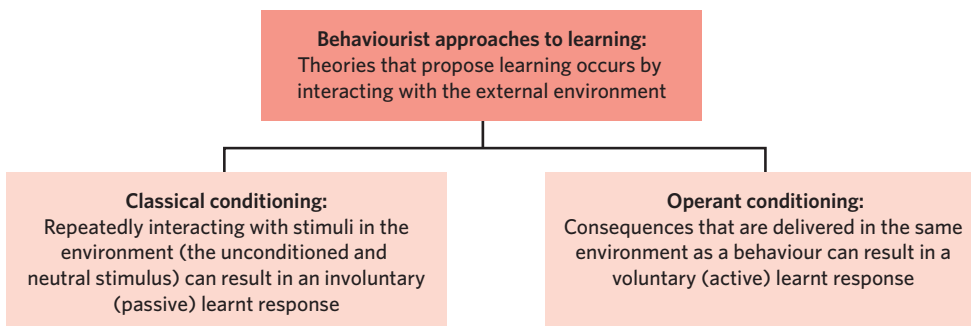 Behaviourist approaches to learning:
Theories that propose learning occurs by
interacting with the external environment
Classical conditioning:
Repeatedly interacting with stimuli in the
environment (the unconditioned and
neutral stimulus) can result in an involuntary
(passive) learnt response
Operant conditioning:
Consequences that are delivered in the same
environment as a behaviour can result in a
voluntary (active) learnt response